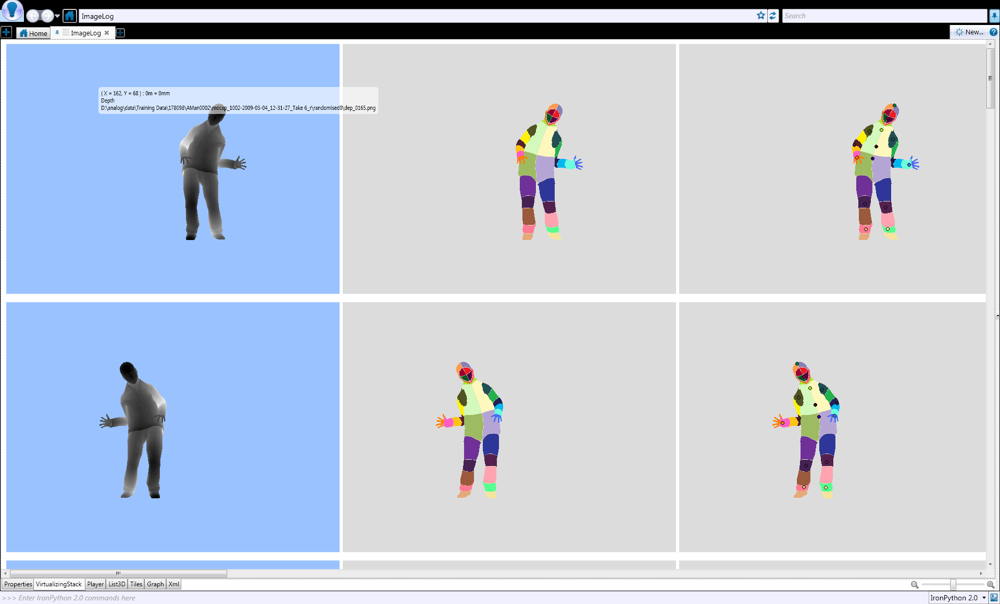 ImageLog
Search
Home
ImageLog
New...
( X = 162, Y = 68 ) : 0m = 0mm
Depth
D:\analog\data\Training Data\178098\AMan0002\mocap_1002-2009-03-04_12-31-27_Take 6_r\randomised0\dep_0165.png
Properties VirtualizingStack Player List3D Tiles Graph Xml
>>> Enter IronPython 2.0 commands here
IronPython 2.0